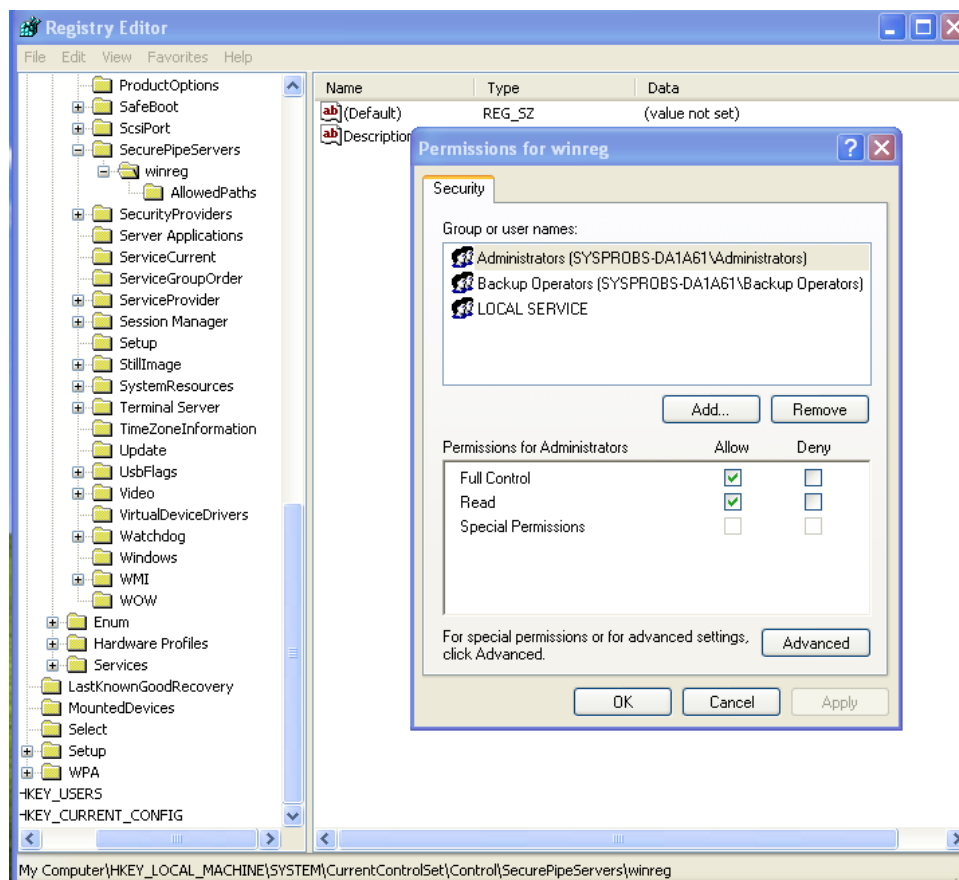 Registry Editor
File Edit View Favorites Help
ProductOptions
SafeBoot
ScsiPort
SecurePipeServers
winreg
AllowedPaths
SecurityProviders
Server Applications
ServiceCurrent
ServiceGroupOrder
ServiceProvider
Session Manager
Setup
StillImage
SystemResources
Terminal Server
TimeZoneInformation
Update
UsbFlags
Video
VirtualDeviceDrivers
Watchdog
Windows
WMI
WOW
Enum
Hardware Profiles
Services
LastKnownGoodRecovery
MountedDevices
Select
Setup
WPA
HKEY_USERS
HKEY_CURRENT_CONFIG
Name Type Data
ab (Default) REG_SZ (value not set)
ab Description
Permissions for winreg
Security
Group or user names:
Administrators (SYSPROBS-DA1A61\Administrators)
Backup Operators (SYSPROBS-DA1A61\Backup Operators)
LOCAL SERVICE
Add... Remove
Permissions for Administrators Allow Deny
Full Control
Read
Special Permissions
For special permissions or for advanced settings,
click Advanced.
Advanced
OK Cancel Apply
My Computer\HKEY_LOCAL_MACHINE\SYSTEM\CurrentControlSet\Control\SecurePipeServers\winreg